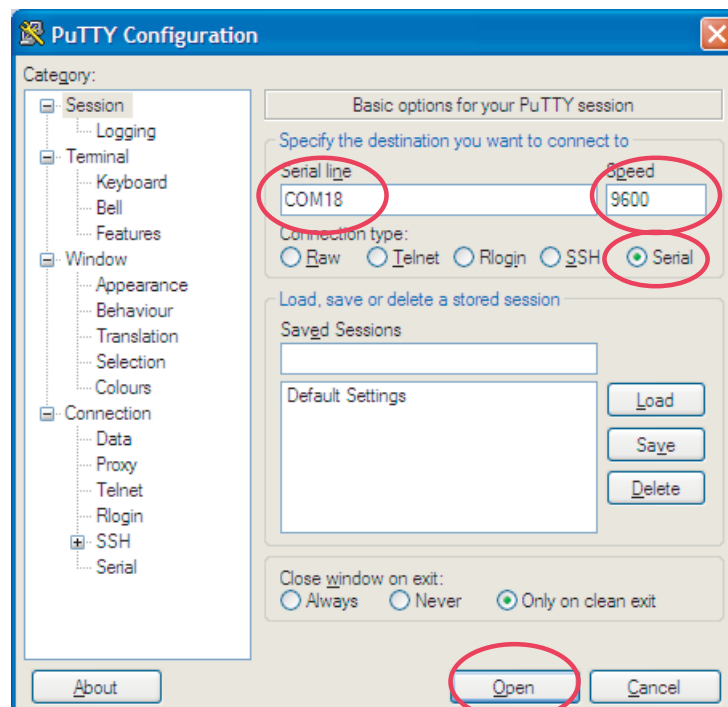 PuTTY Configuration
Category:
Session
Logging
Terminal
Keyboard
Bell
Features
Window
Appearance
Behaviour
Translation
Selection
Colours
Connection
Data
Proxy
Telnet
Rlogin
SSH
Serial
Basic options for your PuTTY session
Specify the destination you want to connect to
Serial line Speed
COM18 9600
Connection type:
Raw Telnet Rlogin SSH Serial
Load, save or delete a stored session
Saved Sessions
Default Settings
Load
Save
Delete
Close window on exit:
Always Never Only on clean exit
About Open Cancel